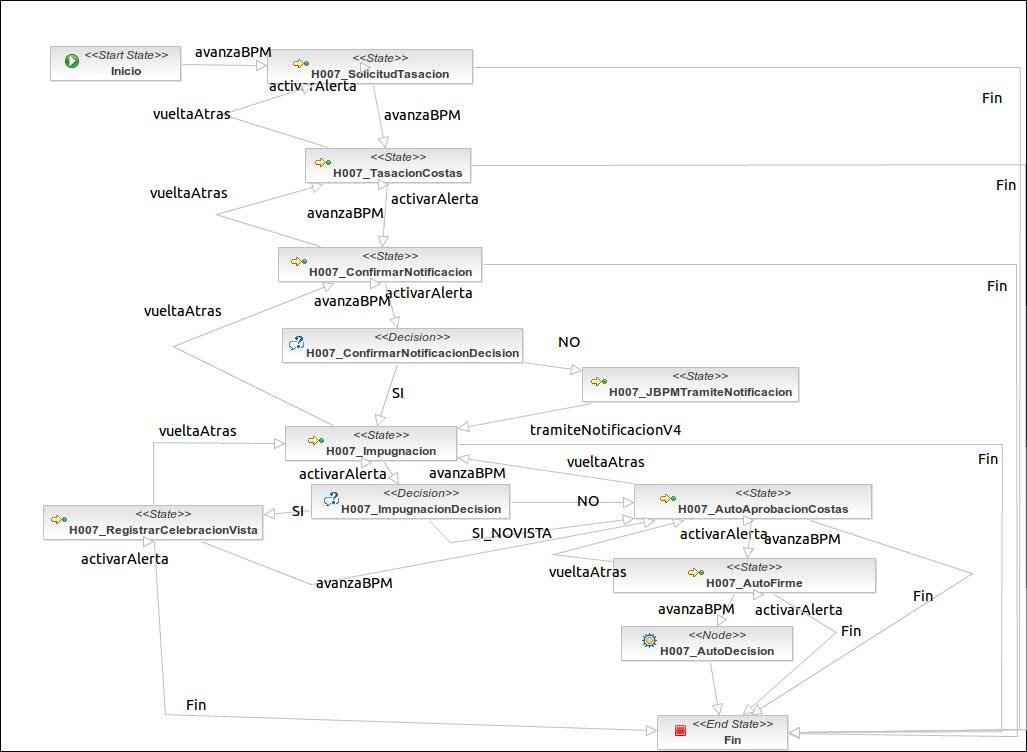 <<Start State>>
Inicio
avanzaBPM
<<State>>
H007_SolicitudTasacion
activarAlerta
Fin
vueltaAtras
avanzaBPM
<<State>>
H007_TasacionCostas
Fin
vueltaAtras
activarAlerta
avanzaBPM
<<State>>
H007_ConfirmarNotificacion
Fin
activarAlerta
avanzaBPM
vueltaAtras
<<Decision>>
H007_ConfirmarNotificacionDecision
NO
<<State>>
H007_JBPMTramiteNotificacion
SI
vueltaAtras
tramiteNotificacionV4
<<State>>
H007_Impugnacion
Fin
vueltaAtras
activarAlerta
avanzaBPM
<<Decision>>
H007_ImpugnacionDecision
NO
<<State>>
H007_AutoAprobacionCostas
SI
<<State>>
H007_RegistrarCelebracionVista
SI_NOVISTA
activarAlerta
avanzaBPM
activarAlerta
vueltaAtras
<<State>>
H007_AutoFirme
avanzaBPM
Fin
avanzaBPM
activarAlerta
Fin
<<Node>>
H007_AutoDecision
Fin
<<End State>>
Fin